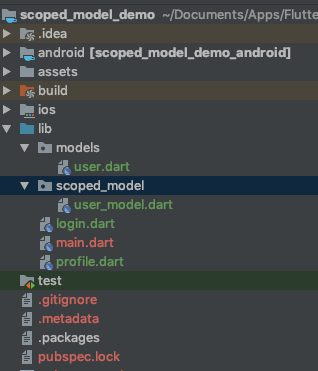 scoped_model_demo ~/Documents/Apps/Flutte
.idea
android [scoped_model_demo_android]
assets
build
ios
lib
models
user.dart
scoped_model
user_model.dart
login.dart
main.dart
profile.dart
test
.gitignore
.metadata
.packages
pubspec.lock